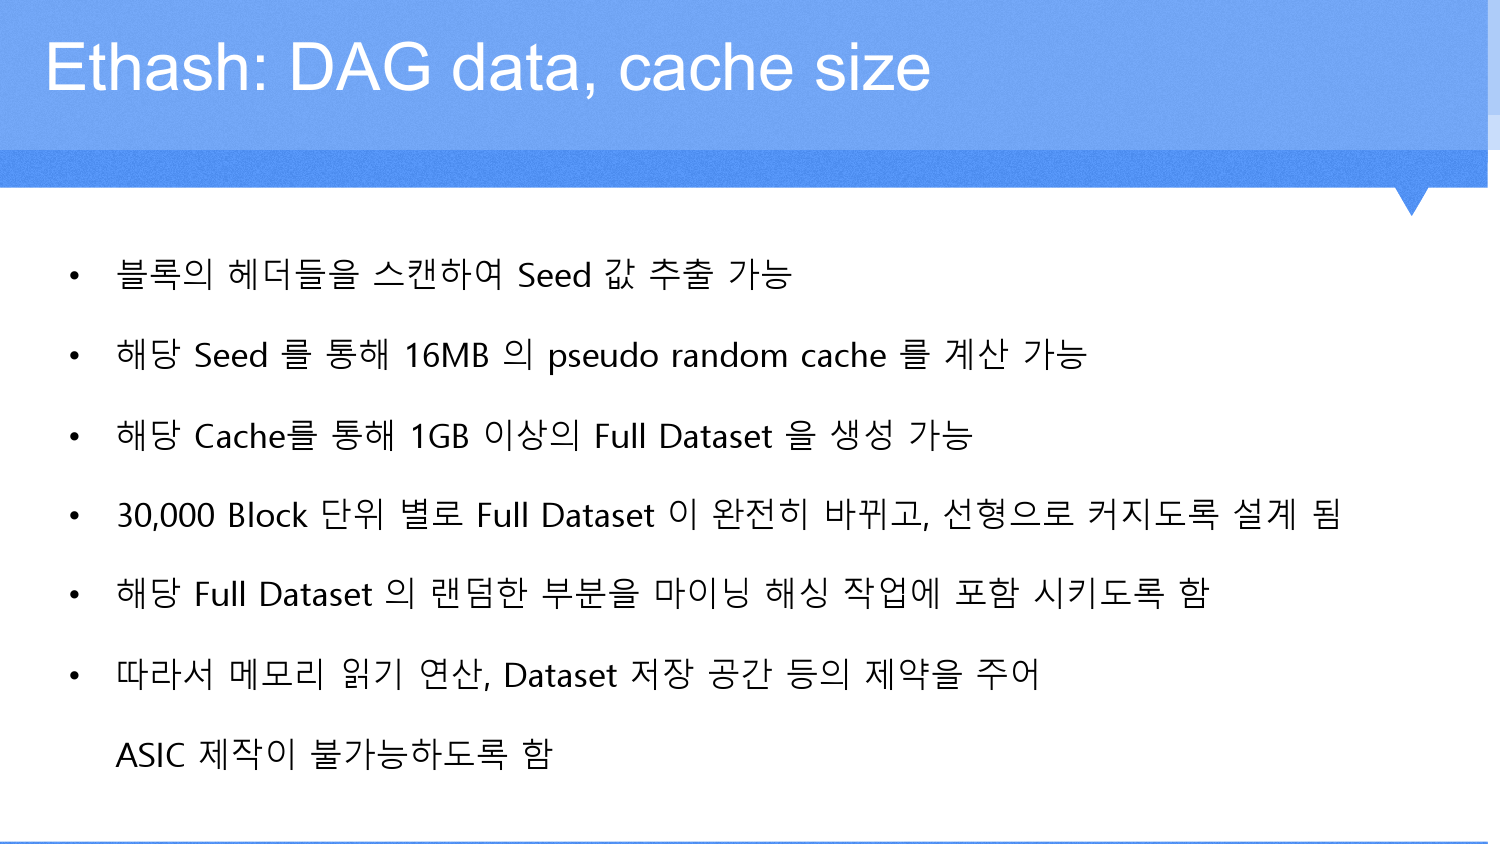 Ethash: DAG data, cache size
• 블록의 헤더들을 스캔하여 Seed 값 추출 가능
• 해당 Seed 를 통해 16MB 의 pseudo random cache 를 계산 가능
• 해당 Cache를 통해 1GB 이상의 Full Dataset 을 생성 가능
• 30,000 Block 단위 별로 Full Dataset 이 완전히 바뀌고, 선형으로 커지도록 설계 됨
• 해당 Full Dataset 의 랜덤한 부분을 마이닝 해싱 작업에 포함 시키도록 함
• 따라서 메모리 읽기 연산, Dataset 저장 공간 등의 제약을 주어
ASIC 제작이 불가능하도록 함